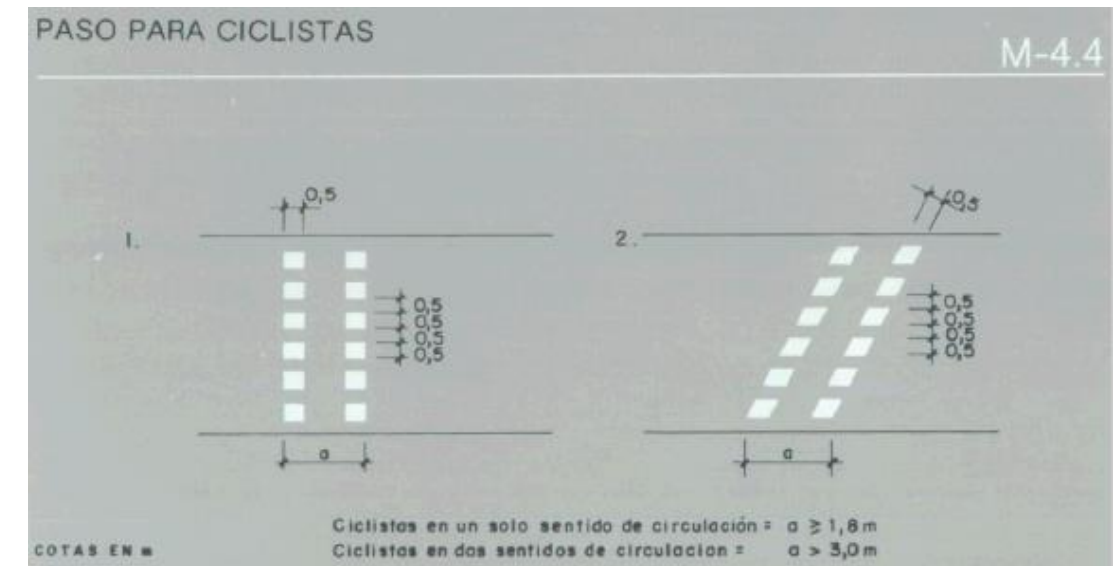 PASO PARA CICLISTAS
M-4.4
0,5
0,5
1.
2.
0,5
0,5
0,5
0,5
0,5
0,5
0,5
0,5
a
a
Ciclistas en un solo sentido de circulación = a ≥ 1,8 m
Ciclistas en dos sentidos de circulacion = a > 3,0 m
COTAS EN m